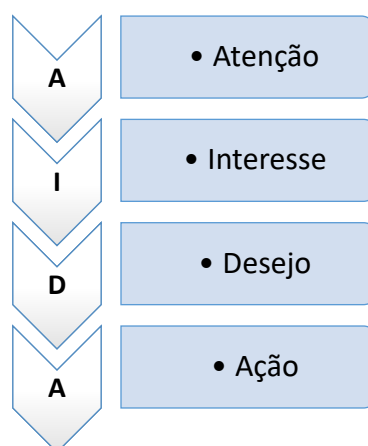 A
• Atenção
I
• Interesse
D
• Desejo
A
• Ação